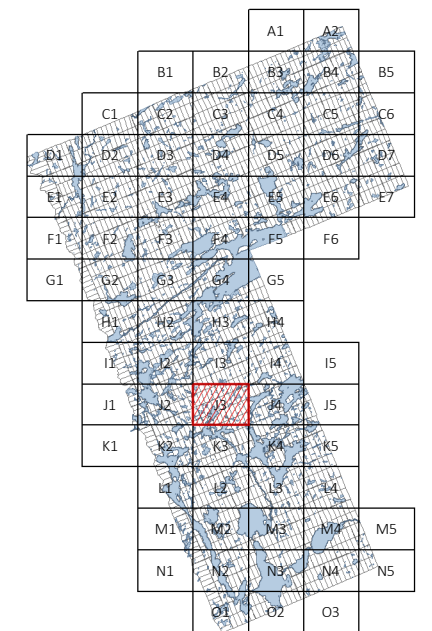 A1 A2
B1 B2 B3 B4 B5
C1 C2 C3 C4 C5 C6
D1 D2 D3 D4 D5 D6 D7
E1 E2 E3 E4 E5 E6 E7
F1 F2 F3 F4 F5 F6
G1 G2 G3 G4 G5
H1 H2 H3 H4
I1 I2 I3 I4 I5
J1 J2 J3 J4 J5
K1 K2 K3 K4 K5
L1 L2 L3 L4
M1 M2 M3 M4 M5
N1 N2 N3 N4 N5
O1 O2 O3